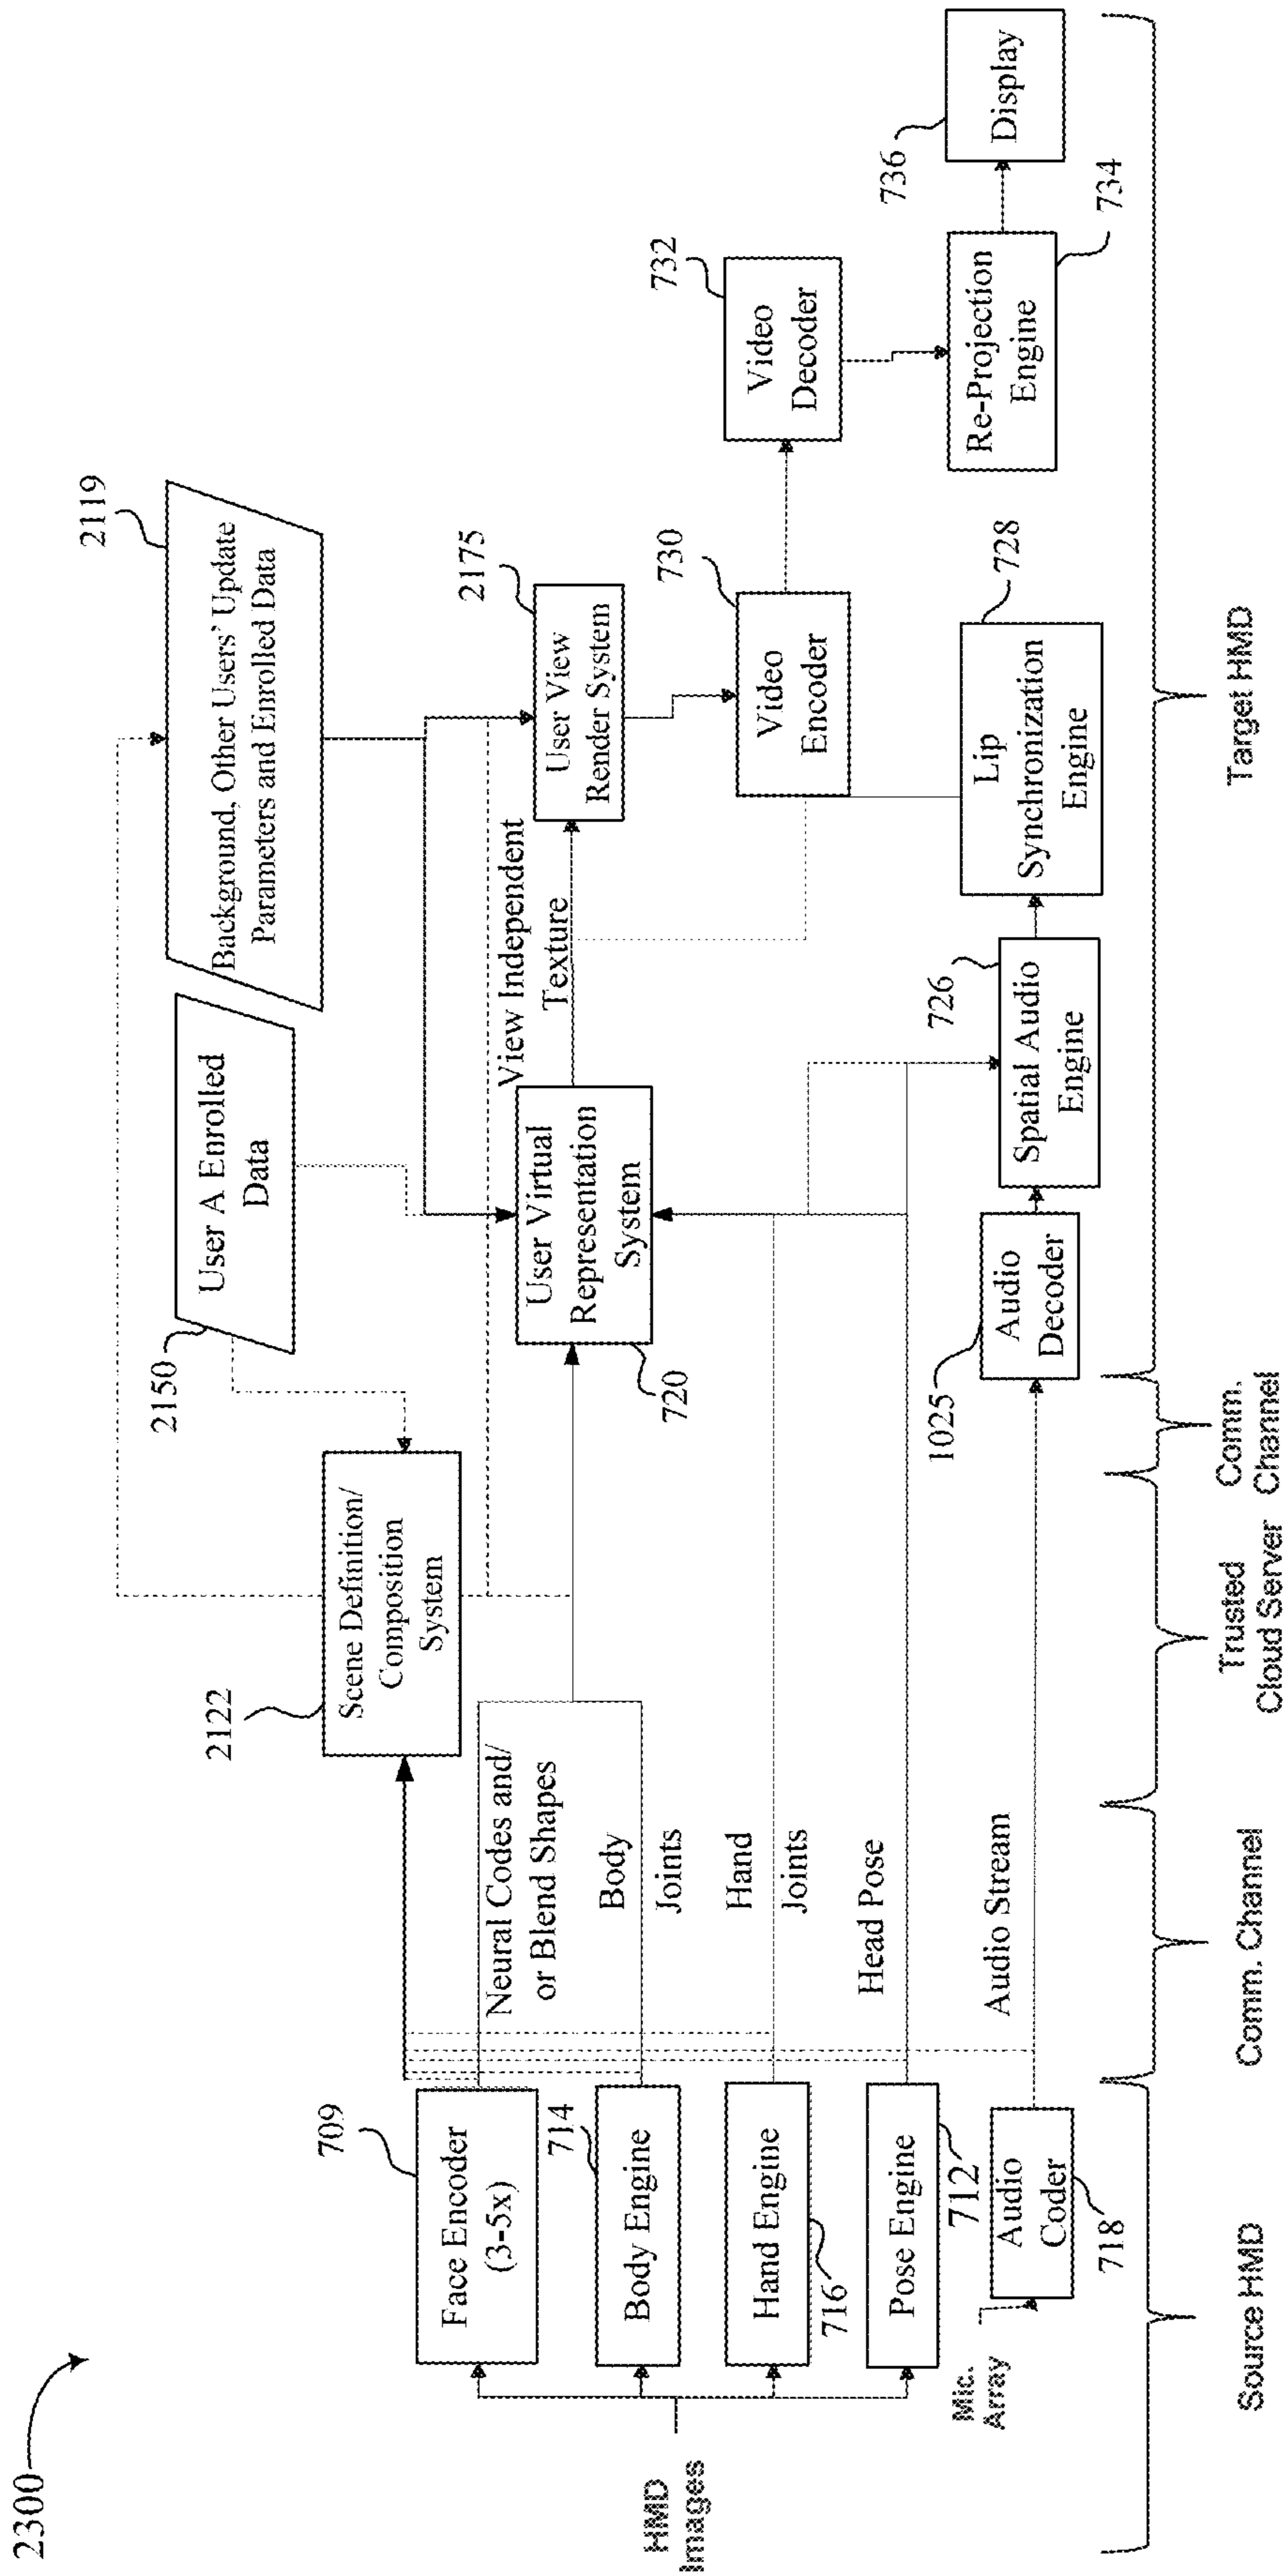 2300
HMD
Images
Mic.
Array
709
Face Encoder
(3-5x)
714
Body Engine
Hand Engine
716
Pose Engine
712
Audio
Coder
718
Neural Codes and/
or Blend Shapes
Body
Joints
Hand
Joints
Head Pose
Audio Stream
2122
Scene Definition/
Composition
System
2150
User A Enrolled
Data
2119
Background, Other Users' Update
Parameters and Enrolled Data
User Virtual
Representation
System
720
View Independent
Texture
2175
User View
Render System
730
Video
Encoder
732
Video
Decoder
Re-Projection
Engine
734
736
Display
1025
Audio
Decoder
726
Spatial Audio
Engine
Lip
Synchronization
Engine
728
Source HMD
Comm. Channel
Trusted
Cloud Server
Comm.
Channel
Target HMD